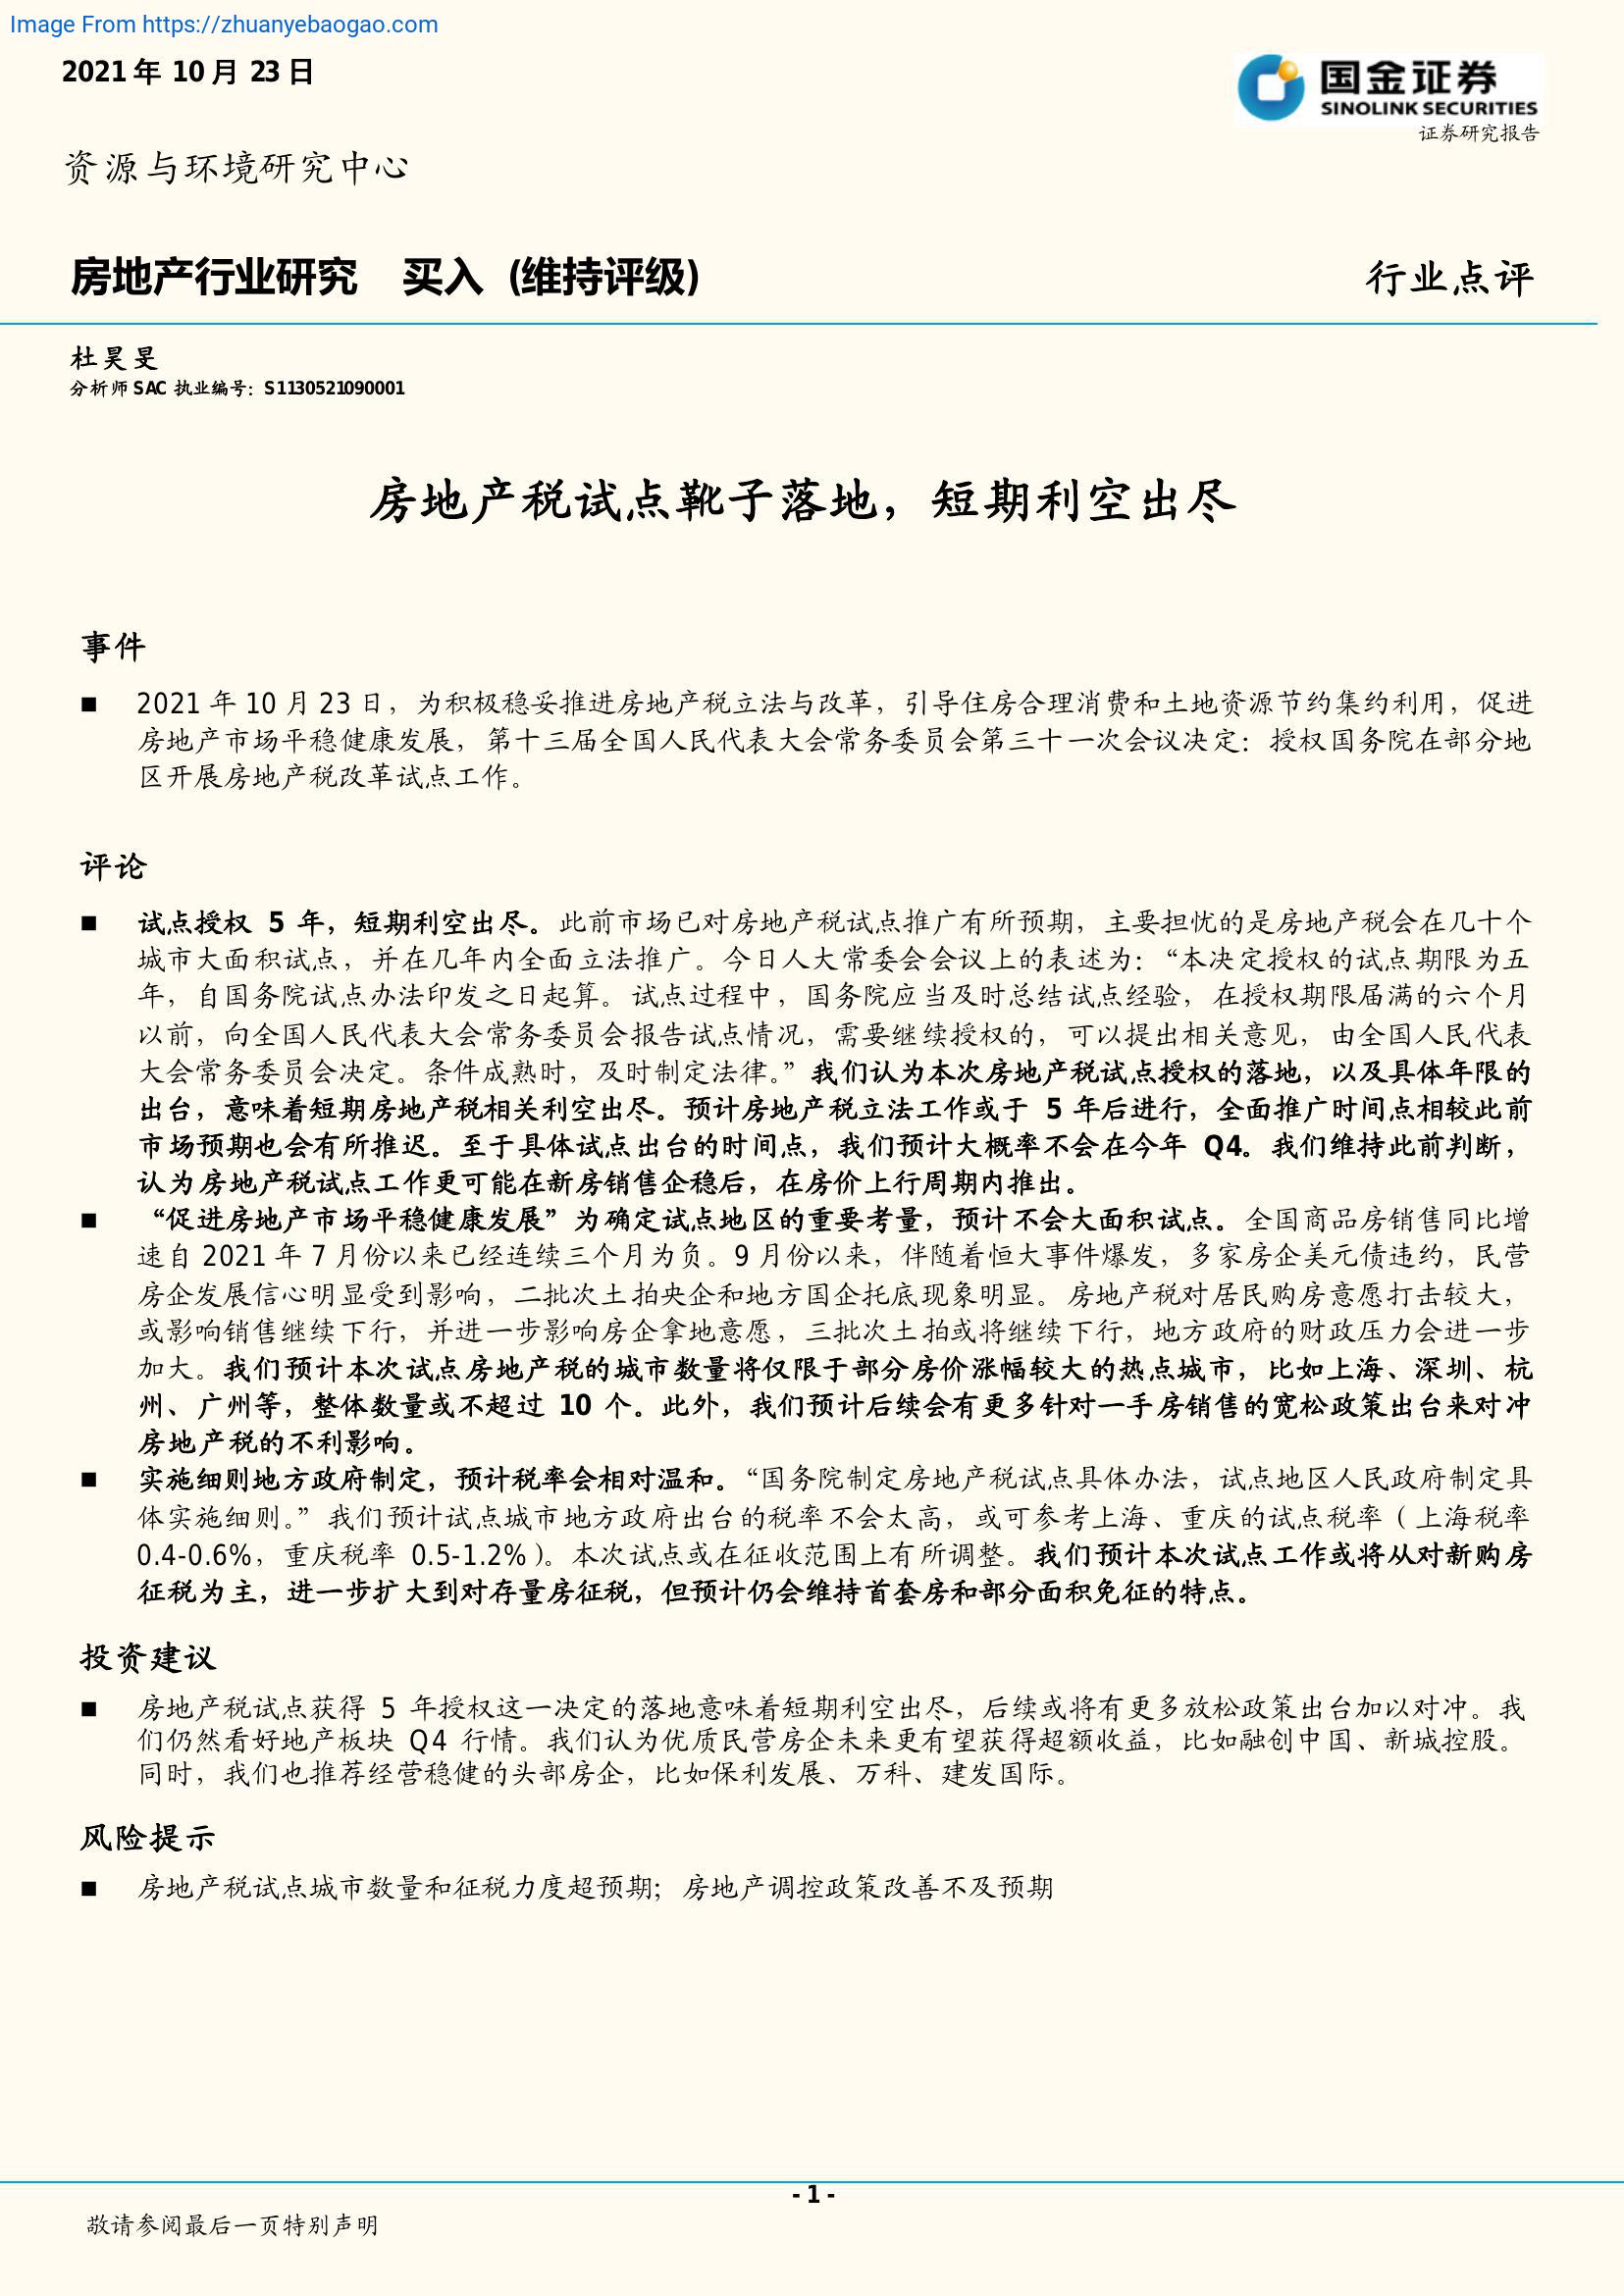 Image From https://zhuanyebaogao.com
2021年 10月 23日
国金证券
SINOLINK SECURITIES
证券研究报告
资源与环境研究中心
房地产行业研究 买入 (维持评级)
行业点评
杜昊旻
分析师 SAC 执业编号：S1130521090001
房地产税试点靴子落地，短期利空出尽
事件
■ 2021 年 10 月 23 日，为积极稳妥推进房地产税立法与改革，引导住房合理消费和土地资源节约集约利用，促进
房地产市场平稳健康发展，第十三届全国人民代表大会常务委员会第三十一次会议决定：授权国务院在部分地
区开展房地产税改革试点工作。
评论
■ 试点授权 5 年，短期利空出尽。此前市场已对房地产税试点推广有所预期，主要担忧的是房地产税会在几十个
城市大面积试点，并在几年内全面立法推广。今日人大常委会会议上的表述为：“本决定授权的试点期限为五
年，自国务院试点办法印发之日起算。试点过程中，国务院应当及时总结试点经验，在授权期限届满的六个月
以前，向全国人民代表大会常务委员会报告试点情况，需要继续授权的，可以提出相关意见，由全国人民代表
大会常务委员会决定。条件成熟时，及时制定法律。”我们认为本次房地产税试点授权的落地，以及具体年限的
出台，意味着短期房地产税相关利空出尽。预计房地产税立法工作或于 5 年后进行，全面推广时间点相较此前
市场预期也会有所推迟。至于具体试点出台的时间点，我们预计大概率不会在今年 Q4。我们维持此前判断，
认为房地产税试点工作更可能在新房销售企稳后，在房价上行周期内推出。
■ “促进房地产市场平稳健康发展”为确定试点地区的重要考量，预计不会大面积试点。全国商品房销售同比增
速自 2021 年 7 月份以来已经连续三个月为负。9 月份以来，伴随着恒大事件爆发，多家房企美元债违约，民营
房企发展信心明显受到影响，二批次土拍央企和地方国企托底现象明显。房地产税对居民购房意愿打击较大，
或影响销售继续下行，并进一步影响房企拿地意愿，三批次土拍或将继续下行，地方政府的财政压力会进一步
加大。我们预计本次试点房地产税的城市数量将仅限于部分房价涨幅较大的热点城市，比如上海、深圳、杭
州、广州等，整体数量或不超过 10 个。此外，我们预计后续会有更多针对一手房销售的宽松政策出台来对冲
房地产税的不利影响。
■ 实施细则地方政府制定，预计税率会相对温和。“国务院制定房地产税试点具体办法，试点地区人民政府制定具
体实施细则。”我们预计试点城市地方政府出台的税率不会太高，或可参考上海、重庆的试点税率（上海税率
0.4-0.6%，重庆税率 0.5-1.2%）。本次试点或在征收范围上有所调整。我们预计本次试点工作或将从对新购房
征税为主，进一步扩大到对存量房征税，但预计仍会维持首套房和部分面积免征的特点。
投资建议
■ 房地产税试点获得 5 年授权这一决定的落地意味着短期利空出尽，后续或将有更多放松政策出台加以对冲。我
们仍然看好地产板块 Q4 行情。我们认为优质民营房企未来更有望获得超额收益，比如融创中国、新城控股。
同时，我们也推荐经营稳健的头部房企，比如保利发展、万科、建发国际。
风险提示
■ 房地产税试点城市数量和征税力度超预期；房地产调控政策改善不及预期
- 1 -
敬请参阅最后一页特别声明